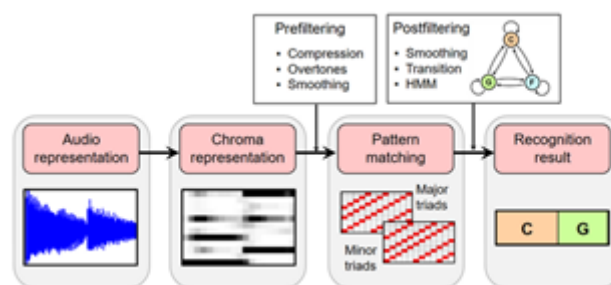 Prefiltering
• Compression
• Overtones
• Smoothing
Postfiltering
• Smoothing
• Transition
• HMM
C
G
F
Audio
representation
Chroma
representation
Pattern
matching
Recognition
result
Major
triads
Minor
triads
C
G